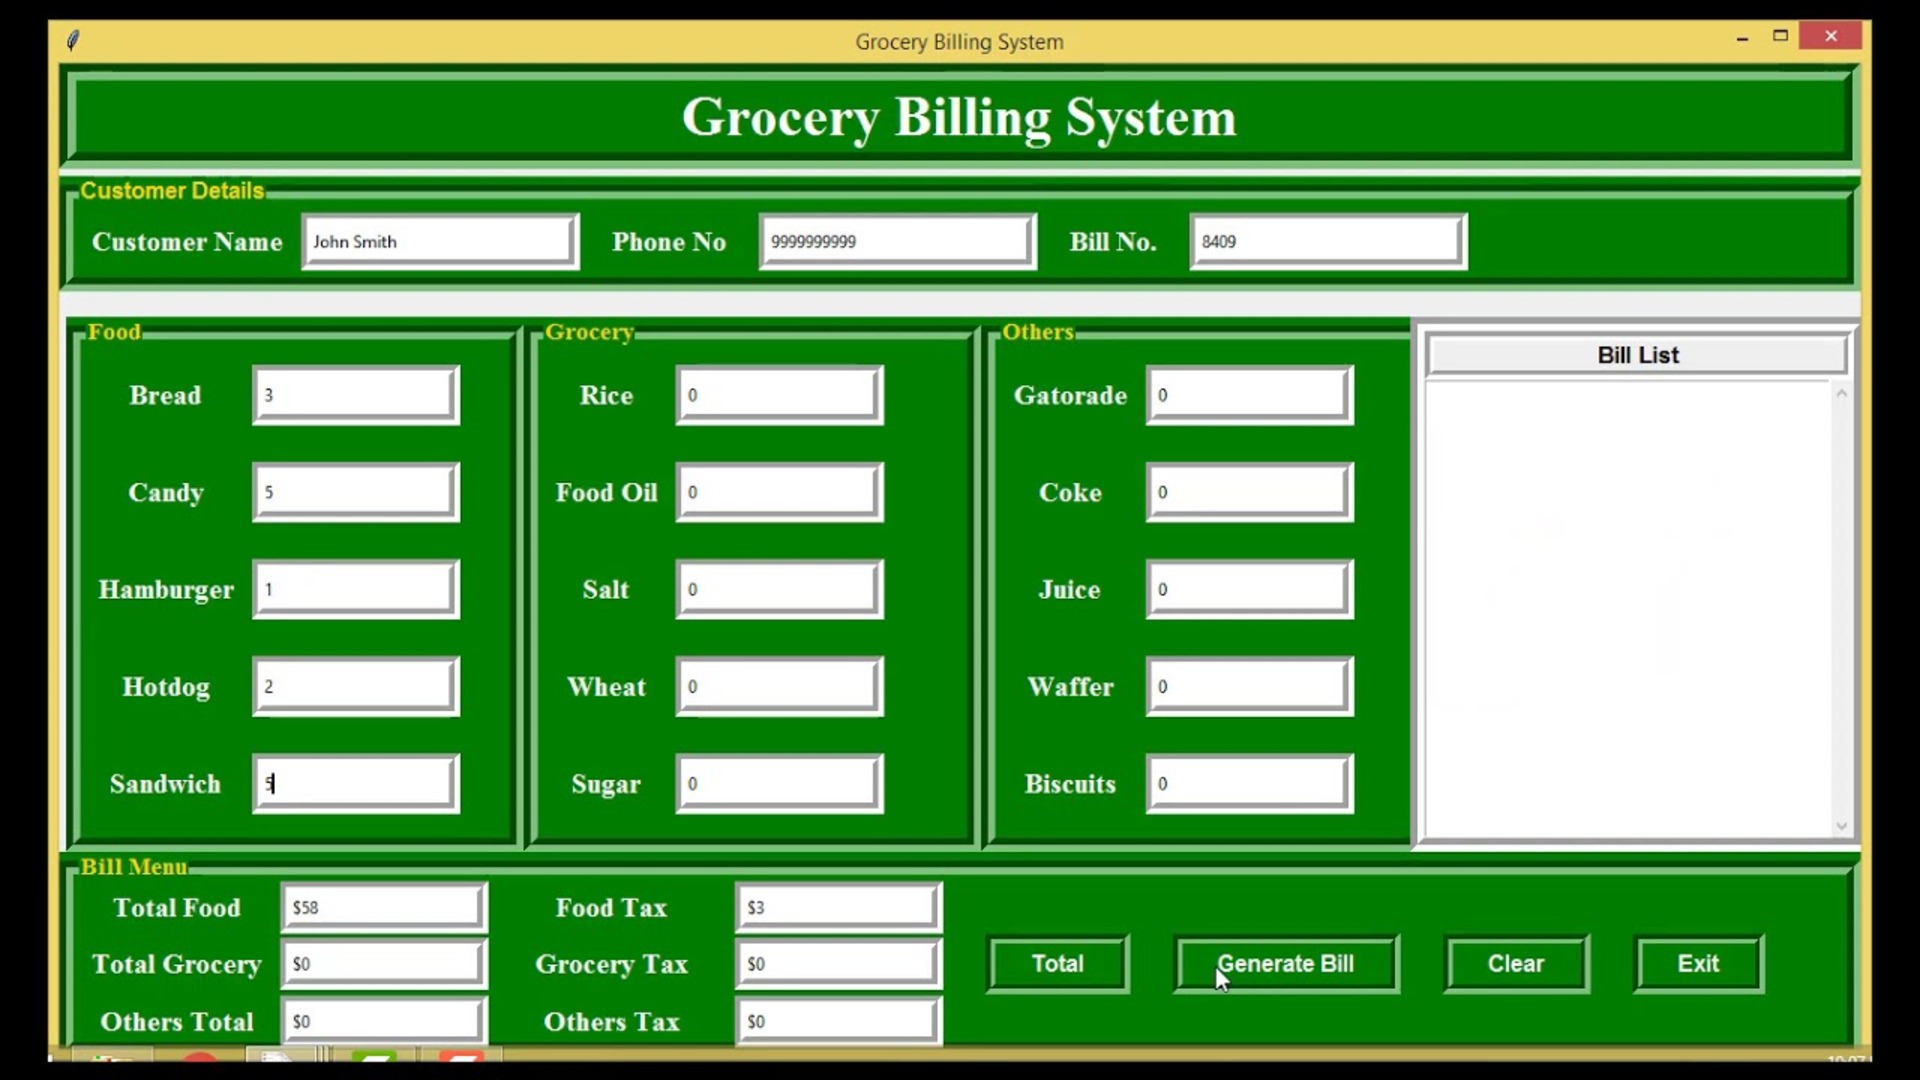 Grocery Billing System
Grocery Billing System
Customer Details
Customer Name John Smith Phone No 9999999999 Bill No. 8409
Food Grocery Others
Bill List
Bread 3 Rice 0 Gatorade 0
Candy 5 Food Oil 0 Coke 0
Hamburger 1 Salt 0 Juice 0
Hotdog 2 Wheat 0 Waffer 0
Sandwich 5 Sugar 0 Biscuits 0
Bill Menu
Total Food $58 Food Tax $3
Total Grocery $0 Grocery Tax $0 Total Generate Bill Clear Exit
Others Total $0 Others Tax $0